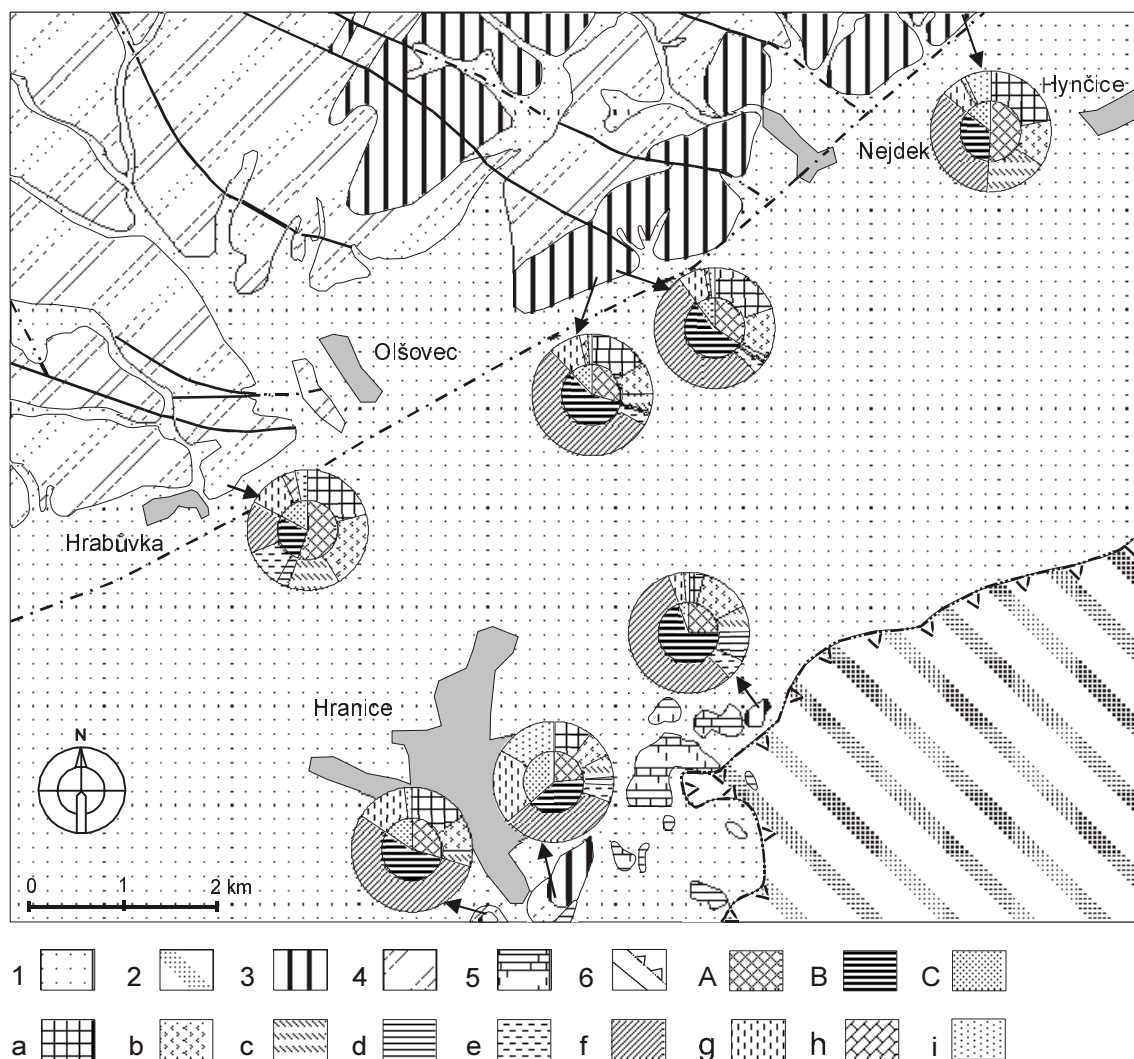 Hynčice
Nejdek
Olšovec
Hrabůvka
Hranice
N
0 1 2 km
1 2 3 4 5 6 A B C
a b c d e f g h i